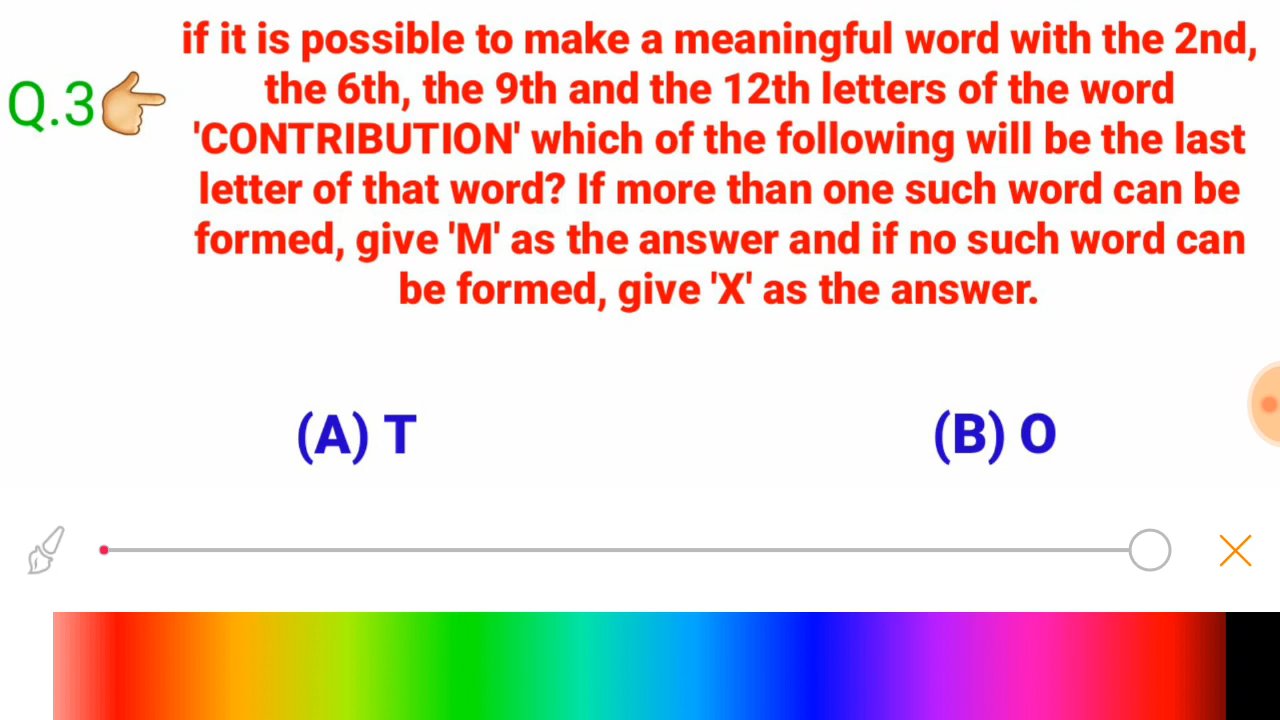 if it is possible to make a meaningful word with the 2nd,
Q.3 the 6th, the 9th and the 12th letters of the word
'CONTRIBUTION' which of the following will be the last
letter of that word? If more than one such word can be
formed, give 'M' as the answer and if no such word can
be formed, give 'X' as the answer.
(A) T (B) O